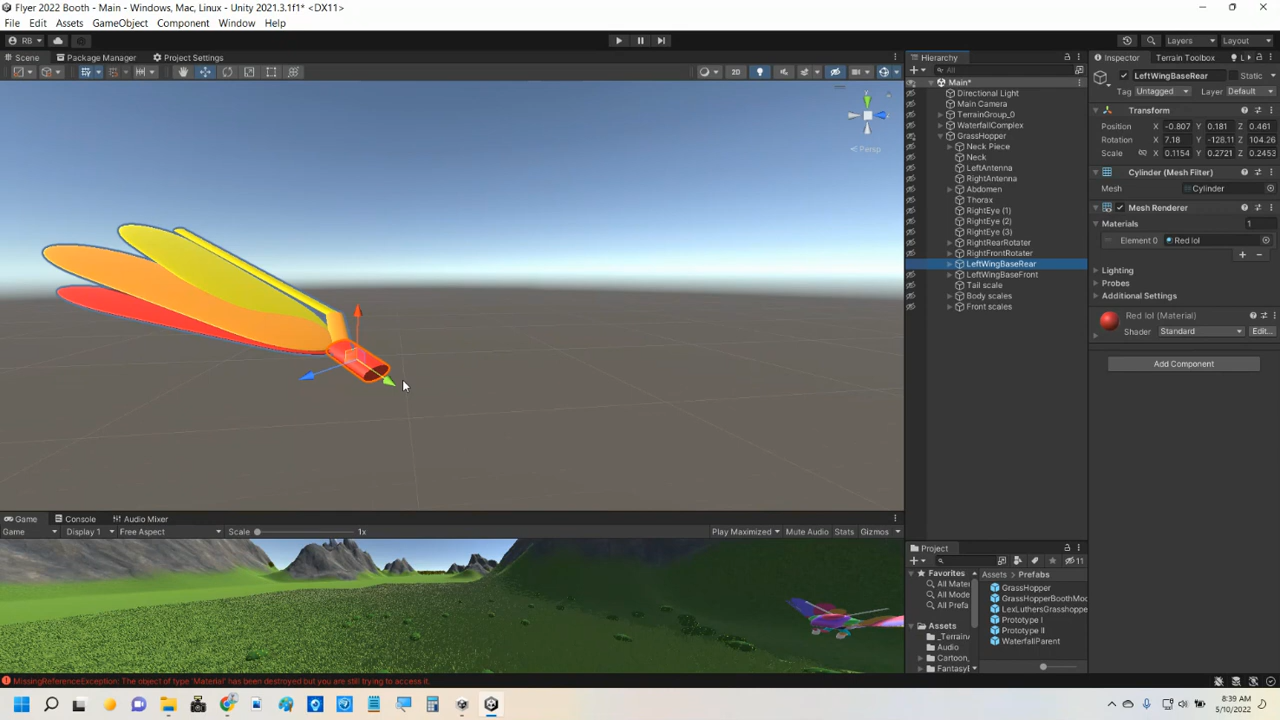 Flyer 2022 Booth - Main - Windows, Mac, Linux - Unity 2021.3.1f1* <DX11>
File Edit Assets GameObject Component Window Help
RB Layers Layout
Scene Package Manager Project Settings
2D
y
Persp
Hierarchy
All
Main*
Directional Light
Main Camera
TerrainGroup_0
WaterfallComplex
GrassHopper
Neck Piece
Neck
LeftAntenna
RightAntenna
Abdomen
Thorax
RightEye (1)
RightEye (2)
RightEye (3)
RightRearRotater
RightFrontRotater
LeftWingBaseRear
LeftWingBaseFront
Tail scale
Body scales
Front scales
Inspector Terrain Toolbox L
LeftWingBaseRear Static
Tag Untagged Layer Default
Transform
Position X -0.807 Y 0.181 Z 0.461
Rotation X 7.18 Y -128.11 Z 104.26
Scale X 0.1154 Y 0.2721 Z 0.2453
Cylinder (Mesh Filter)
Mesh Cylinder
Mesh Renderer
Materials 1
Element 0 Red lol
Lighting
Probes
Additional Settings
Red lol (Material)
Shader Standard Edit...
Add Component
Game Console Audio Mixer
Game Display 1 Free Aspect Scale 1x Play Maximized Mute Audio Stats Gizmos
Project
11
Favorites
All Mate
All Mode
All Prefa
Assets
_Terrain
Audio
Cartoon_
FantasyE
Assets Prefabs
GrassHopper
GrassHopperBoothMod
LexLuthersGrasshoppe
Prototype I
Prototype II
WaterfallParent
MissingReferenceException: The object of type 'Material' has been destroyed but you are still trying to access it.
8:39 AM
5/10/2022